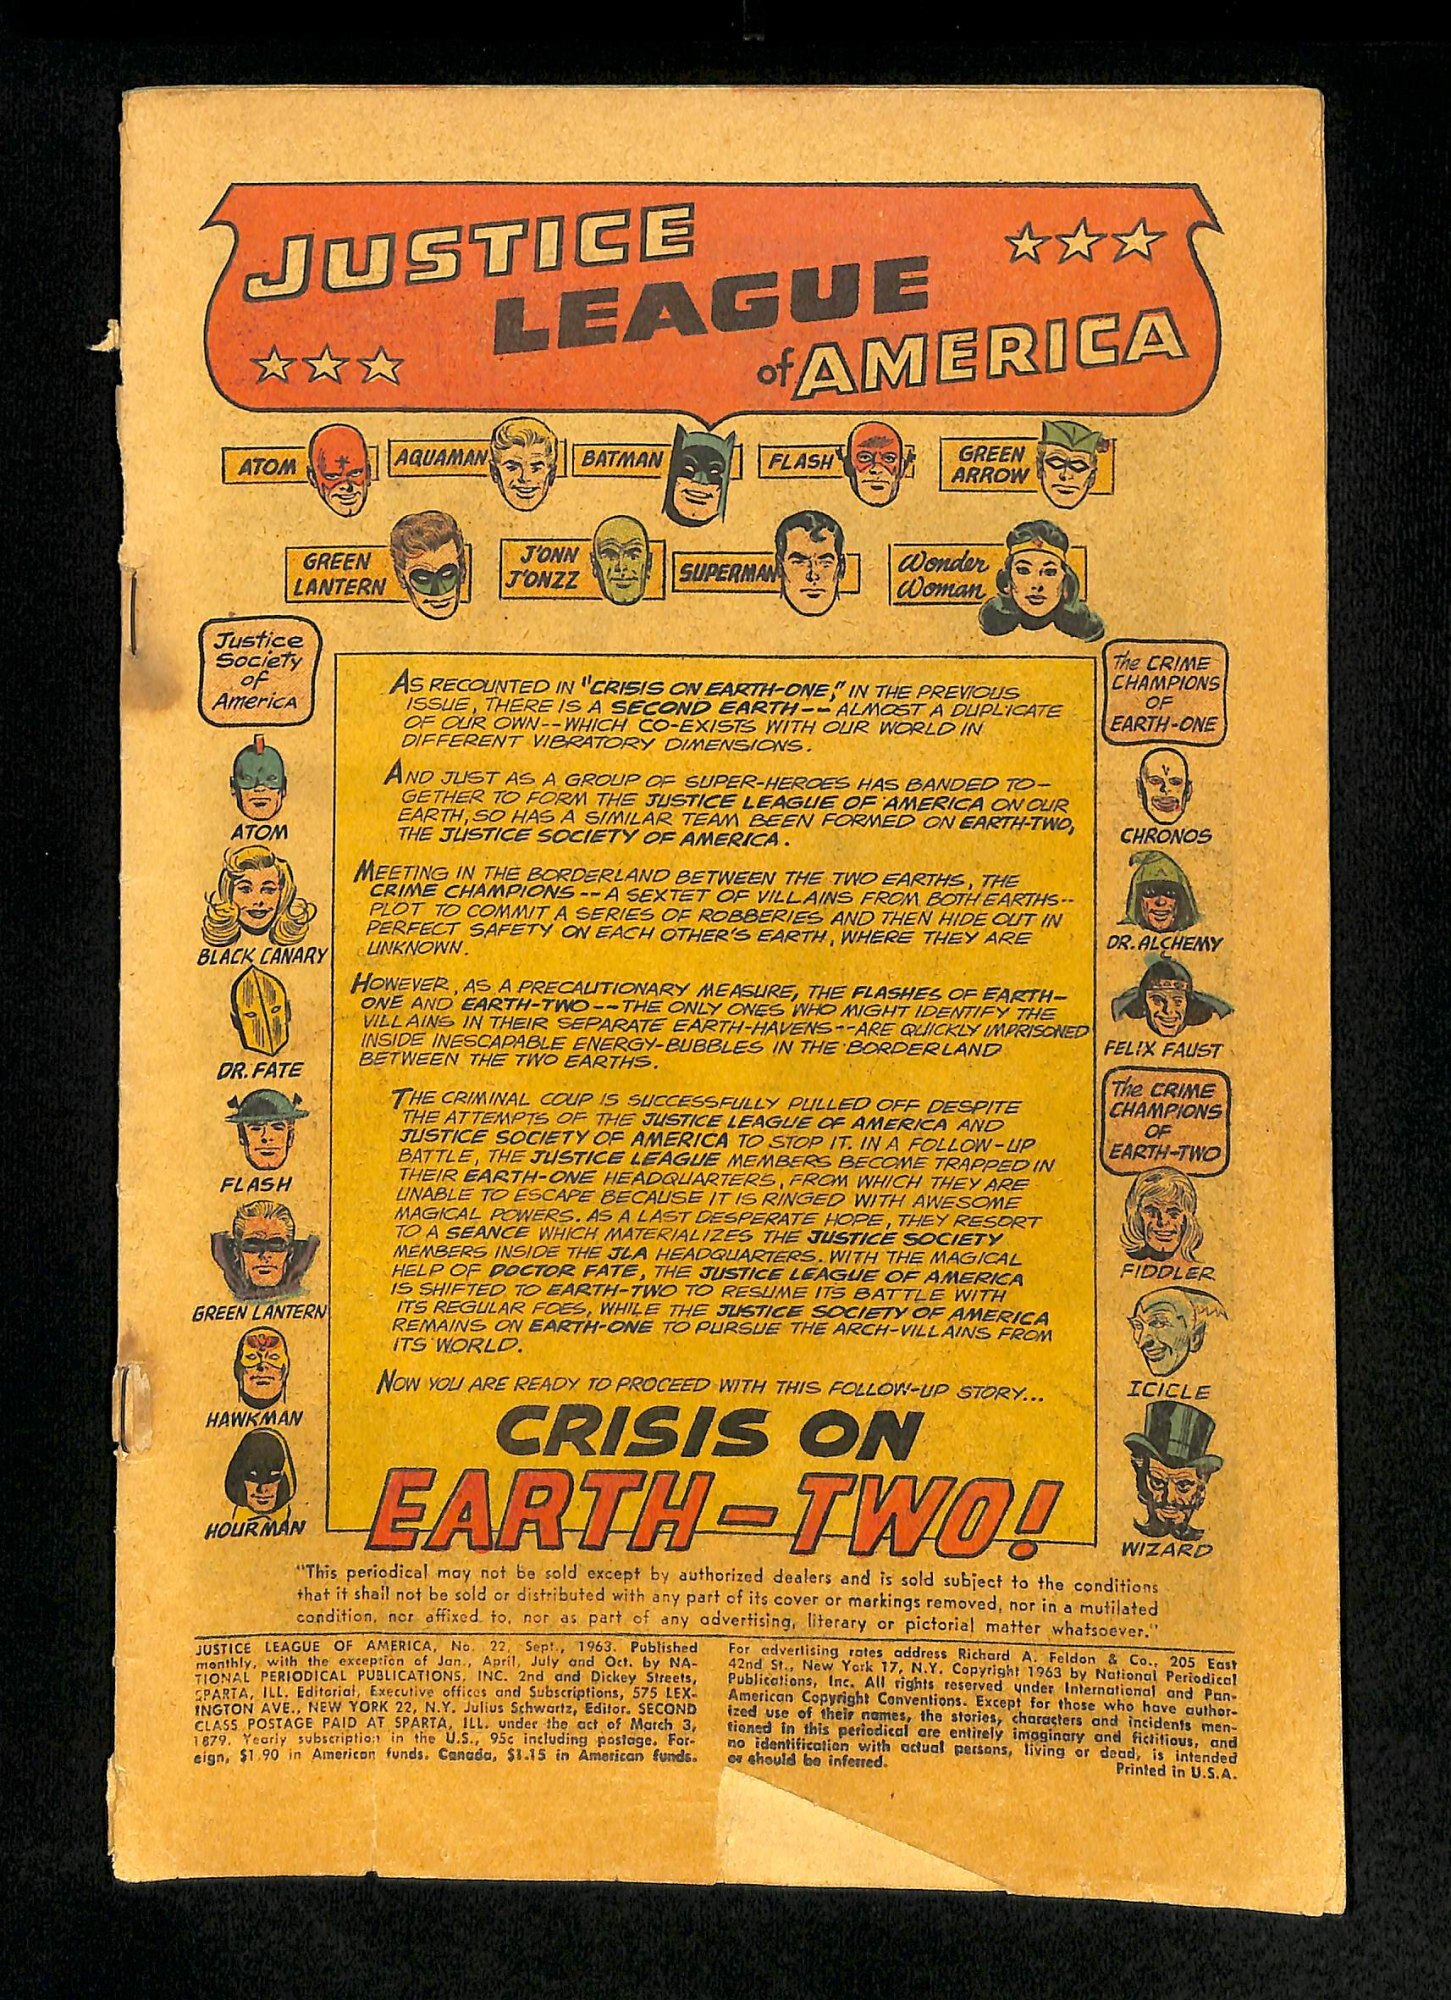 JUSTICE
LEAGUE
of AMERICA
ATOM
AQUAMAN
BATMAN
FLASH
GREEN
ARROW
GREEN
LANTERN
J'ONN
J'ONZZ
SUPERMAN
Wonder
Woman
Justice
Society
of
America
ATOM
BLACK CANARY
DR. FATE
FLASH
GREEN LANTERN
HAWKMAN
HOURMAN
AS RECOUNTED IN "CRISIS ON EARTH-ONE," IN THE PREVIOUS
ISSUE, THERE IS A SECOND EARTH -- ALMOST A DUPLICATE
OF OUR OWN -- WHICH CO-EXISTS WITH OUR WORLD IN
DIFFERENT VIBRATORY DIMENSIONS.
AND JUST AS A GROUP OF SUPER-HEROES HAS BANDED TO-
GETHER TO FORM THE JUSTICE LEAGUE OF AMERICA ON OUR
EARTH, SO HAS A SIMILAR TEAM BEEN FORMED ON EARTH-TWO,
THE JUSTICE SOCIETY OF AMERICA.
MEETING IN THE BORDERLAND BETWEEN THE TWO EARTHS, THE
CRIME CHAMPIONS -- A SEXTET OF VILLAINS FROM BOTH EARTHS--
PLOT TO COMMIT A SERIES OF ROBBERIES AND THEN HIDE OUT IN
PERFECT SAFETY ON EACH OTHER'S EARTH, WHERE THEY ARE
UNKNOWN.
HOWEVER, AS A PRECAUTIONARY MEASURE, THE FLASHES OF EARTH-
ONE AND EARTH-TWO -- THE ONLY ONES WHO MIGHT IDENTIFY THE
VILLAINS IN THEIR SEPARATE EARTH-HAVENS -- ARE QUICKLY IMPRISONED
INSIDE INESCAPABLE ENERGY-BUBBLES IN THE BORDERLAND
BETWEEN THE TWO EARTHS.
THE CRIMINAL COUP IS SUCCESSFULLY PULLED OFF DESPITE
THE ATTEMPTS OF THE JUSTICE LEAGUE OF AMERICA AND
JUSTICE SOCIETY OF AMERICA TO STOP IT. IN A FOLLOW-UP
BATTLE, THE JUSTICE LEAGUE MEMBERS BECOME TRAPPED IN
THEIR EARTH-ONE HEADQUARTERS, FROM WHICH THEY ARE
UNABLE TO ESCAPE BECAUSE IT IS RINGED WITH AWESOME
MAGICAL POWERS. AS A LAST DESPERATE HOPE, THEY RESORT
TO A SEANCE WHICH MATERIALIZES THE JUSTICE SOCIETY
MEMBERS INSIDE THE JLA HEADQUARTERS. WITH THE MAGICAL
HELP OF DOCTOR FATE, THE JUSTICE LEAGUE OF AMERICA
IS SHIFTED TO EARTH-TWO TO RESUME ITS BATTLE WITH
ITS REGULAR FOES, WHILE THE JUSTICE SOCIETY OF AMERICA
REMAINS ON EARTH-ONE TO PURSUE THE ARCH-VILLAINS FROM
ITS WORLD.
NOW YOU ARE READY TO PROCEED WITH THIS FOLLOW-UP STORY...
CRISIS ON
EARTH-TWO!
The CRIME
CHAMPIONS
OF
EARTH-ONE
CHRONOS
DR. ALCHEMY
FELIX FAUST
The CRIME
CHAMPIONS
OF
EARTH-TWO
FIDDLER
ICICLE
WIZARD
"This periodical may not be sold except by authorized dealers and is sold subject to the conditions
that it shall not be sold or distributed with any part of its cover or markings removed, nor in a mutilated
condition, nor affixed to, nor as part of any advertising, literary or pictorial matter whatsoever."
JUSTICE LEAGUE OF AMERICA, No. 22, Sept., 1963. Published
monthly, with the exception of Jan., April, July and Oct. by NA-
TIONAL PERIODICAL PUBLICATIONS, INC. 2nd and Dickey Streets,
SPARTA, ILL. Editorial, Executive offices and Subscriptions, 575 LEX-
INGTON AVE., NEW YORK 22, N.Y. Julius Schwartz, Editor. SECOND
CLASS POSTAGE PAID AT SPARTA, ILL. under the act of March 3,
1879. Yearly subscription in the U.S., 95c including postage. For-
eign, $1.90 in American funds. Canada, $1.15 in American funds.
For advertising rates address Richard A. Feldon & Co., 205 East
42nd St., New York 17, N.Y. Copyright 1963 by National Periodical
Publications, Inc. All rights reserved under International and Pan-
American Copyright Conventions. Except for those who have author-
ized use of their names, the stories, characters and incidents men-
tioned in this periodical are entirely imaginary and fictitious, and
no identification with actual persons, living or dead, is intended
or should be inferred.
Printed in U.S.A.